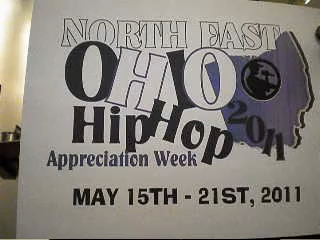 NORTH EAST
OHIO
HipHop
2011
Appreciation Week
MAY 15TH - 21ST, 2011